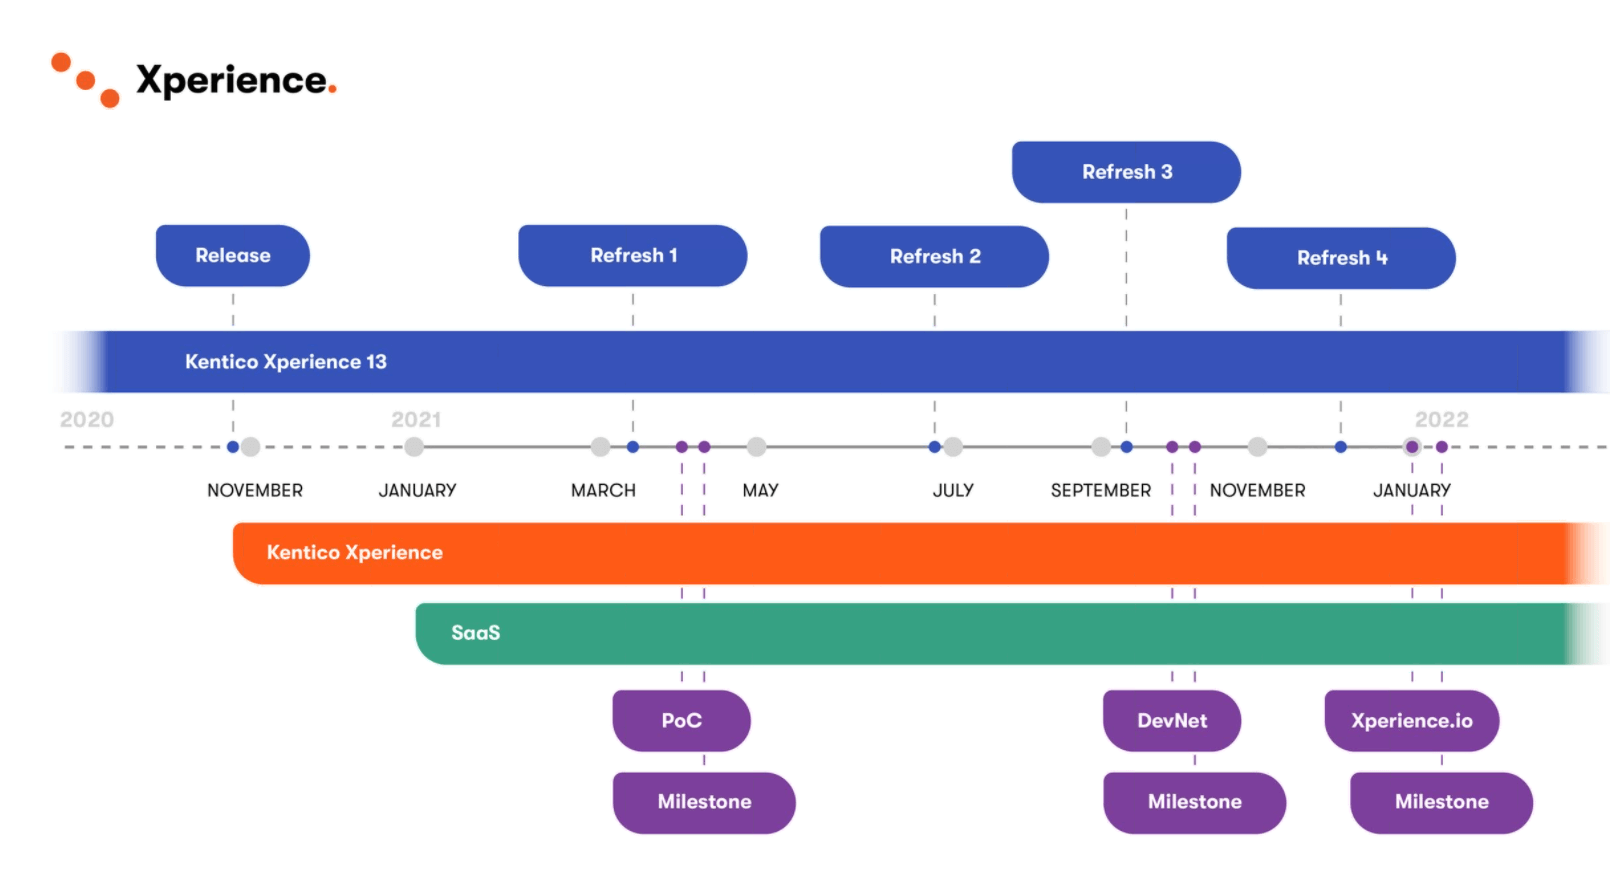 Xperience.
Refresh 3
Release
Refresh 1
Refresh 2
Refresh 4
Kentico Xperience 13
2020
2021
2022
NOVEMBER
JANUARY
MARCH
MAY
JULY
SEPTEMBER
NOVEMBER
JANUARY
Kentico Xperience
SaaS
PoC
DevNet
Xperience.io
Milestone
Milestone
Milestone